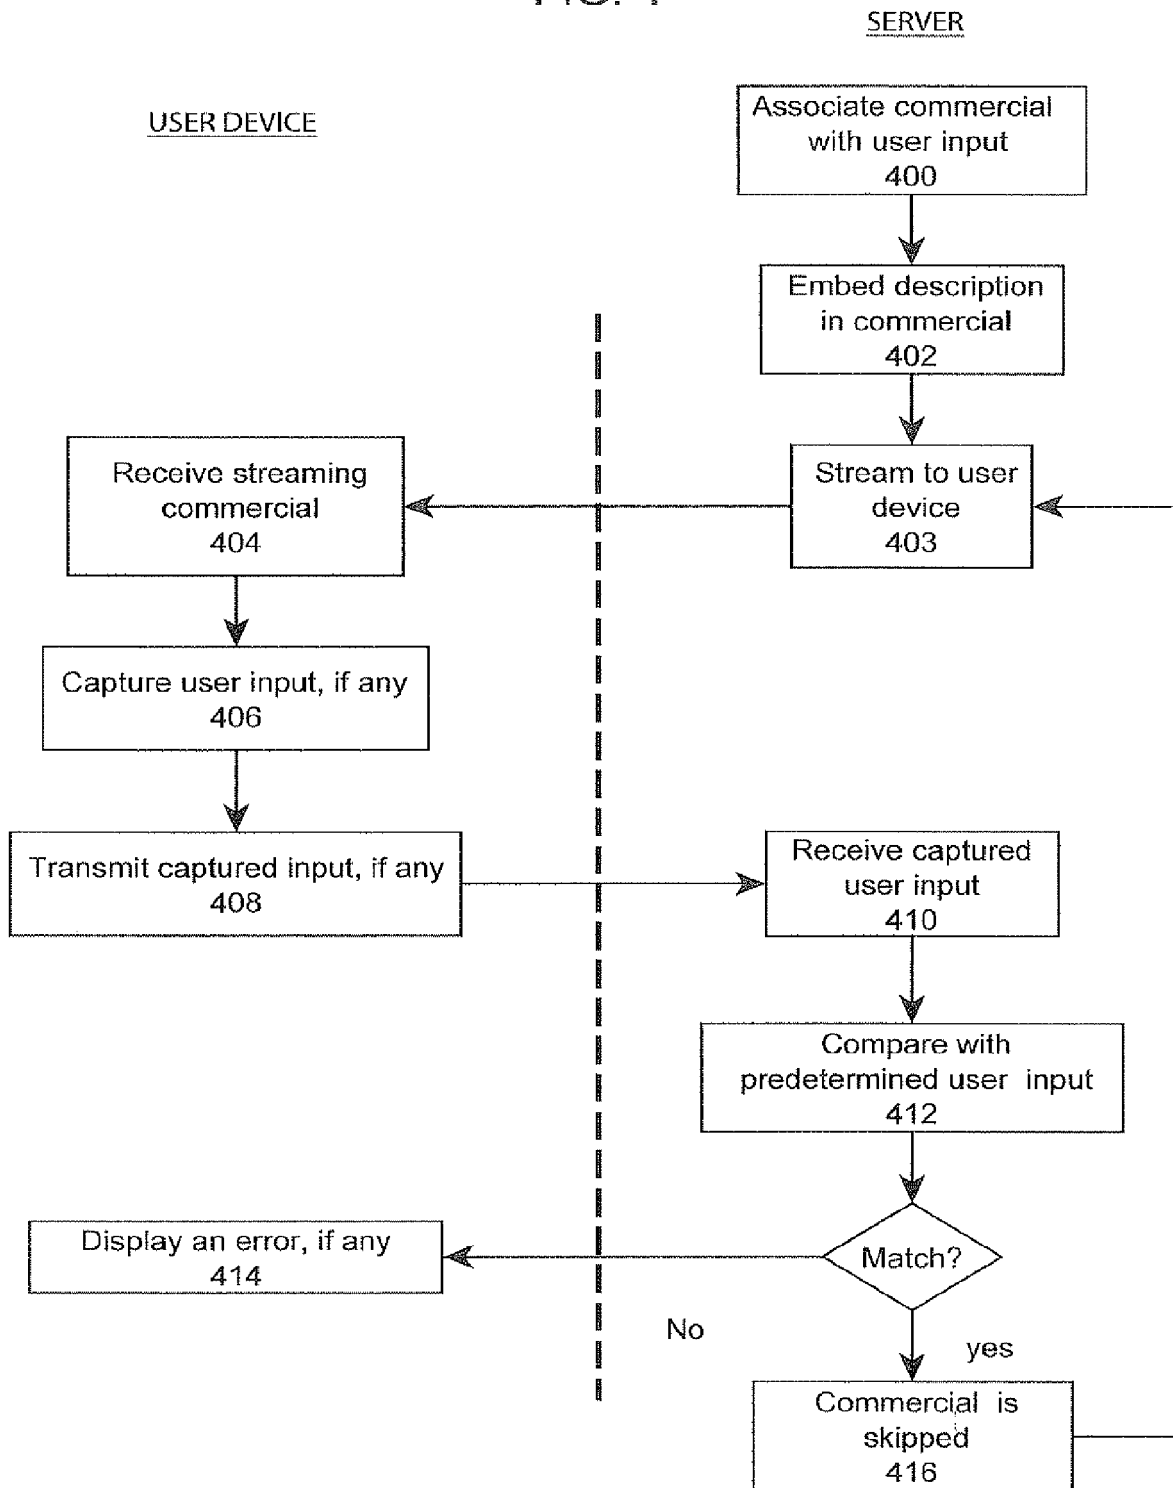 SERVER
USER DEVICE
Associate commercial
with user input
400
Embed description
in commercial
402
Stream to user
device
403
Receive streaming
commercial
404
Capture user input, if any
406
Transmit captured input, if any
408
Receive captured
user input
410
Compare with
predetermined user input
412
Match?
Display an error, if any
414
No
yes
Commercial is
skipped
416